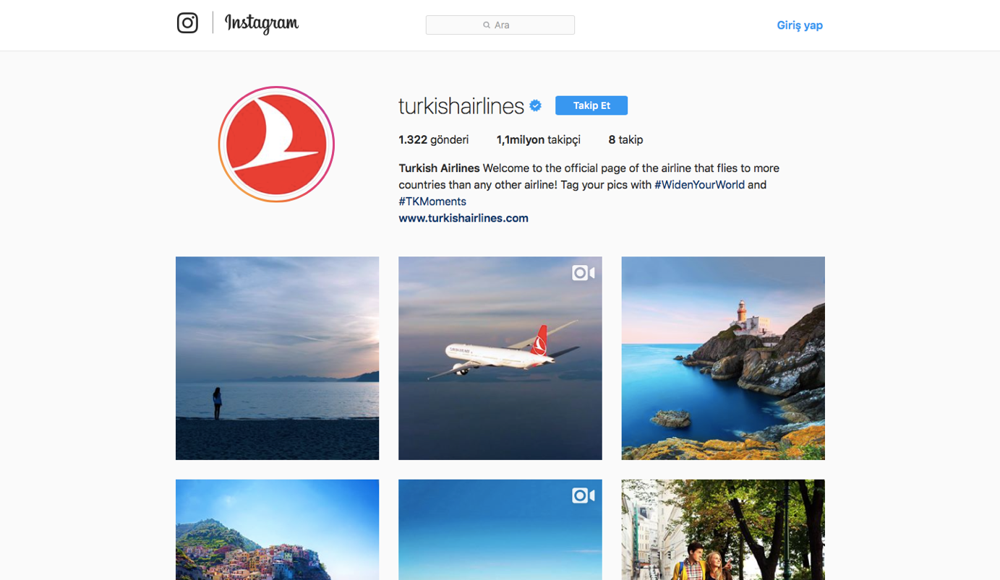 Instagram
Ara
Giriş yap
turkishairlines
Takip Et
1.322 gönderi 1,1milyon takipçi 8 takip
Turkish Airlines Welcome to the official page of the airline that flies to more
countries than any other airline! Tag your pics with #WidenYourWorld and
#TKMoments
www.turkishairlines.com
TURKISH AIRLINES